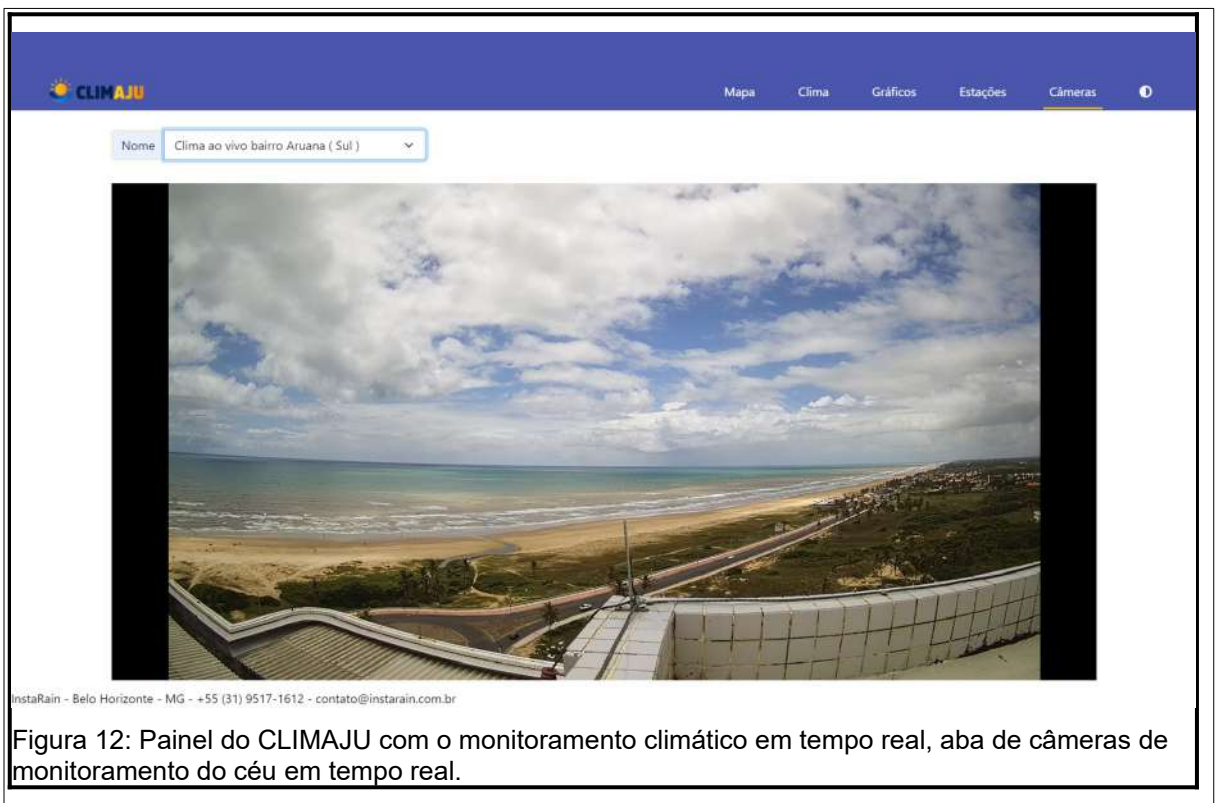 CLIMAJU
Mapa Clima Gráficos Estações Câmeras
Nome Clima ao vivo bairro Aruana ( Sul )
InstaRain - Belo Horizonte - MG - +55 (31) 9517-1612 - contato@instarain.com.br
Figura 12: Painel do CLIMAJU com o monitoramento climático em tempo real, aba de câmeras de
monitoramento do céu em tempo real.